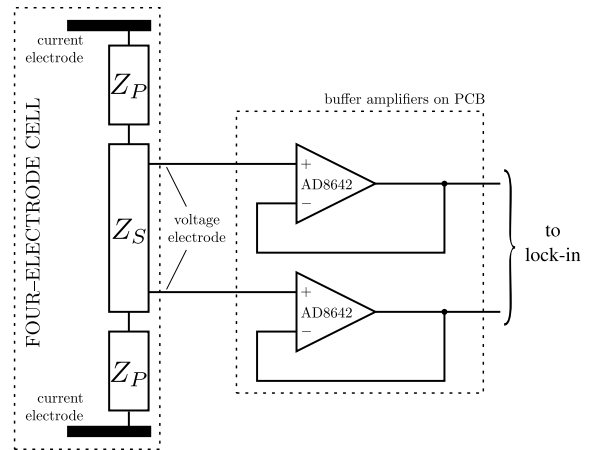 current
electrode
Z_P
FOUR–ELECTRODE CELL
Z_S
voltage
electrode
Z_P
current
electrode
buffer amplifiers on PCB
+
AD8642
−
+
AD8642
−
to
lock-in